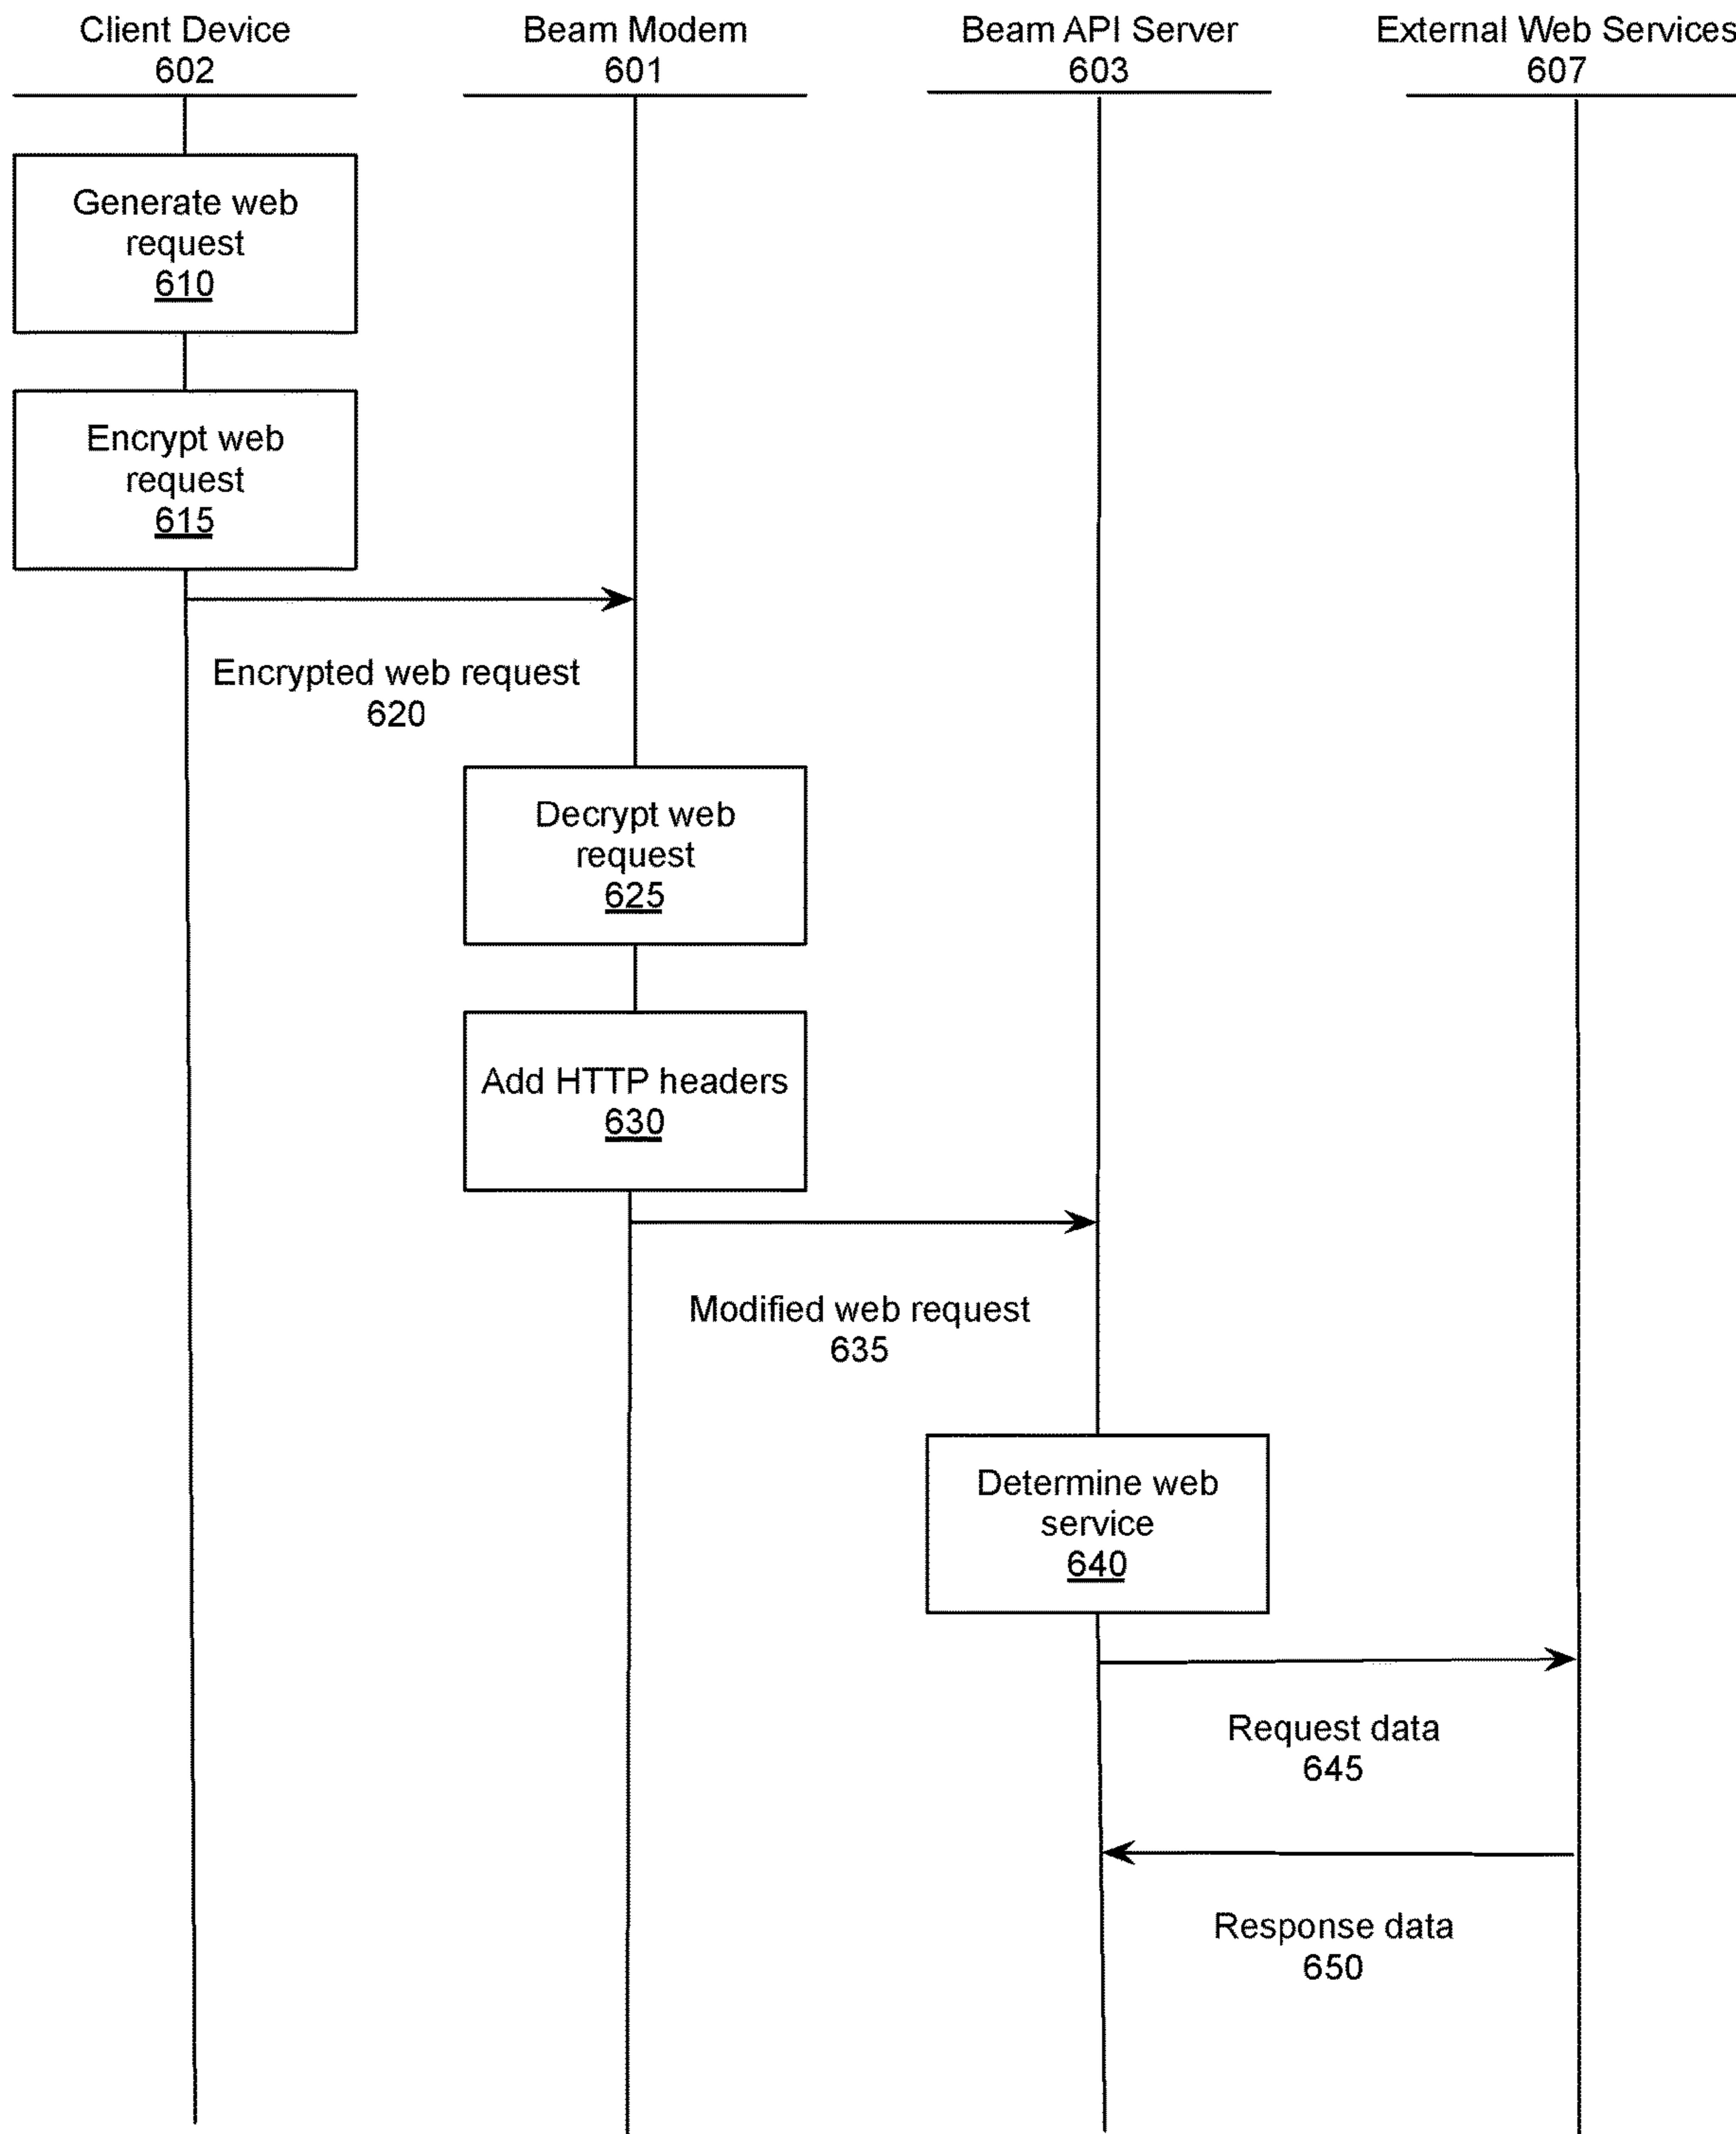 Client Device
602
Beam Modem
601
Beam API Server
603
External Web Services
607
Generate web
request
610
Encrypt web
request
615
Encrypted web request
620
Decrypt web
request
625
Add HTTP headers
630
Modified web request
635
Determine web
service
640
Request data
645
Response data
650